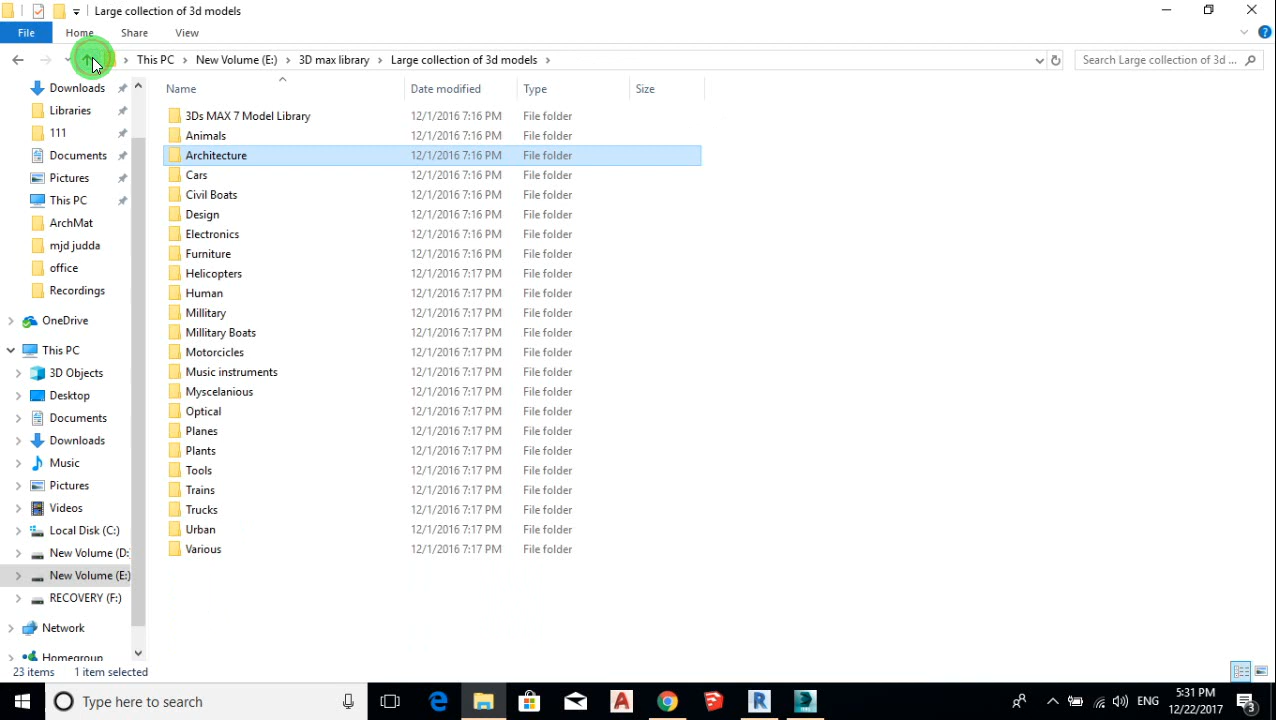 Large collection of 3d models
File Home Share View
This PC New Volume (E:) 3D max library Large collection of 3d models Search Large collection of 3d ...
Downloads
Libraries
111
Documents
Pictures
This PC
ArchMat
mjd judda
office
Recordings
OneDrive
This PC
3D Objects
Desktop
Documents
Downloads
Music
Pictures
Videos
Local Disk (C:)
New Volume (D:
New Volume (E:)
RECOVERY (F:)
Network
Homegroup
Name Date modified Type Size
3Ds MAX 7 Model Library 12/1/2016 7:16 PM File folder
Animals 12/1/2016 7:16 PM File folder
Architecture 12/1/2016 7:16 PM File folder
Cars 12/1/2016 7:16 PM File folder
Civil Boats 12/1/2016 7:16 PM File folder
Design 12/1/2016 7:16 PM File folder
Electronics 12/1/2016 7:16 PM File folder
Furniture 12/1/2016 7:16 PM File folder
Helicopters 12/1/2016 7:17 PM File folder
Human 12/1/2016 7:17 PM File folder
Millitary 12/1/2016 7:17 PM File folder
Millitary Boats 12/1/2016 7:17 PM File folder
Motorcicles 12/1/2016 7:17 PM File folder
Music instruments 12/1/2016 7:17 PM File folder
Myscelanious 12/1/2016 7:17 PM File folder
Optical 12/1/2016 7:17 PM File folder
Planes 12/1/2016 7:17 PM File folder
Plants 12/1/2016 7:17 PM File folder
Tools 12/1/2016 7:17 PM File folder
Trains 12/1/2016 7:17 PM File folder
Trucks 12/1/2016 7:17 PM File folder
Urban 12/1/2016 7:17 PM File folder
Various 12/1/2016 7:17 PM File folder
23 items 1 item selected
Type here to search ENG 5:31 PM
12/22/2017 3